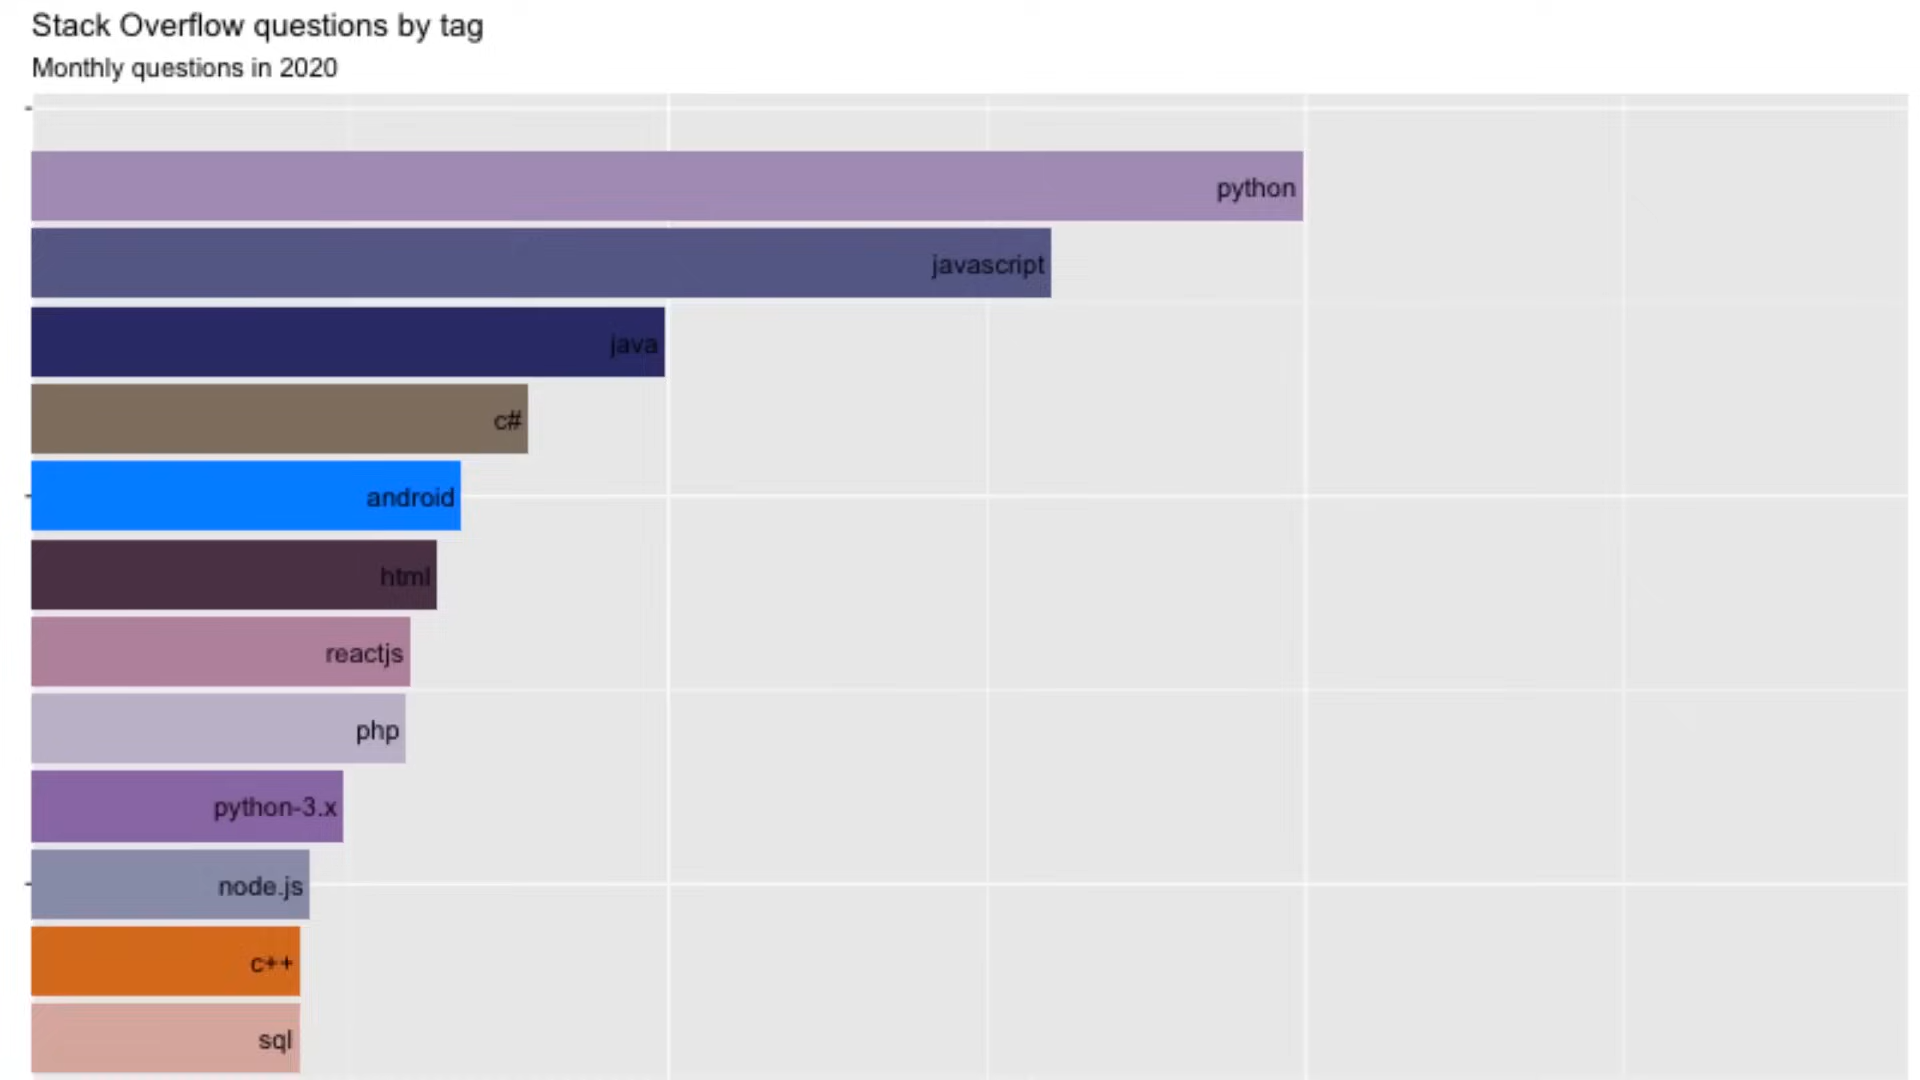 Stack Overflow questions by tag
Monthly questions in 2020
python
javascript
java
c#
android
html
reactjs
php
python-3.x
node.js
c++
sql